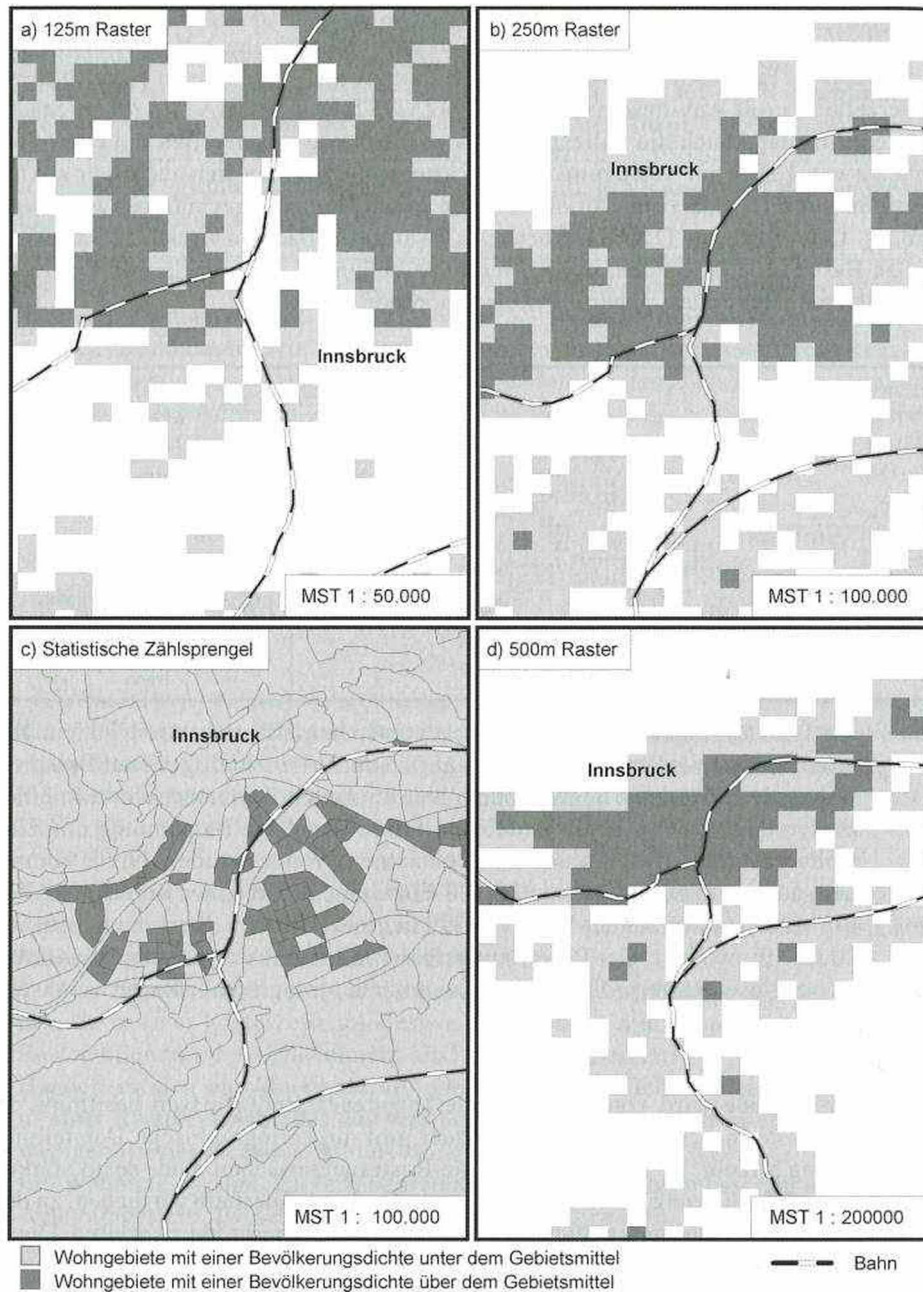 a) 125m Raster
Innsbruck
MST 1 : 50.000
b) 250m Raster
Innsbruck
MST 1 : 100.000
c) Statistische Zählsprengel
Innsbruck
MST 1 : 100.000
d) 500m Raster
Innsbruck
MST 1 : 200000
Wohngebiete mit einer Bevölkerungsdichte unter dem Gebietsmittel
Wohngebiete mit einer Bevölkerungsdichte über dem Gebietsmittel
Bahn